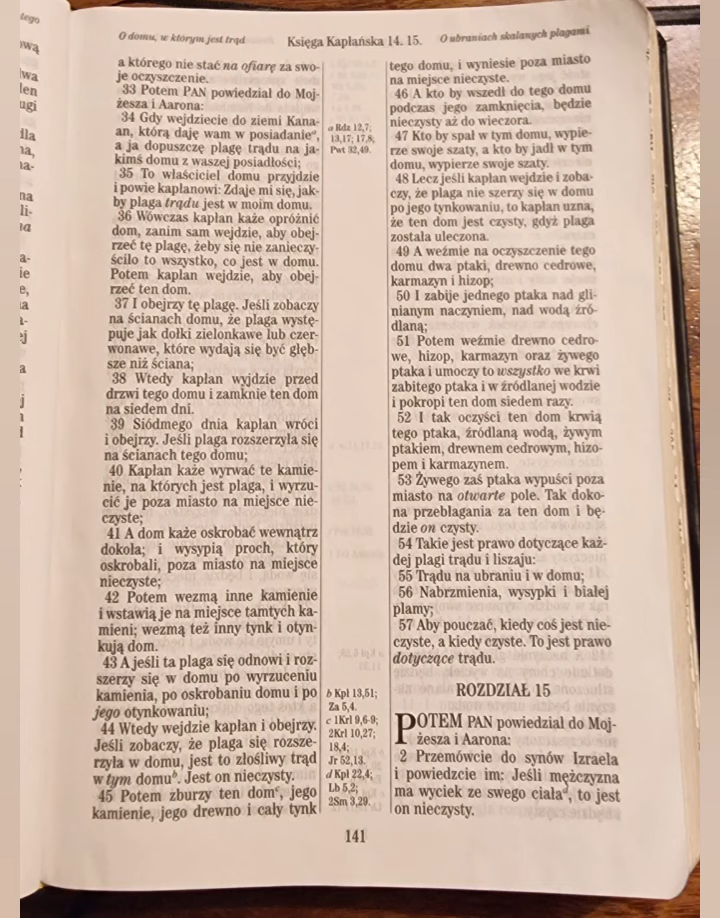 O domu, w którym jest trąd
Księga Kapłańska 14. 15.
O ubraniach skalanych plagami
a którego nie stać na ofiarę za swo-
je oczyszczenie.
33 Potem PAN powiedział do Moj-
żesza i Aarona:
34 Gdy wejdziecie do ziemi Kana-
an, którą daję wam w posiadanieª,
a ja dopuszczę plagę trądu na ja-
kimś domu z waszej posiadłości;
35 To właściciel domu przyjdzie
i powie kapłanowi: Zdaje mi się, jak-
by plaga trądu jest w moim domu.
36 Wówczas kapłan każe opróżnić
dom, zanim sam wejdzie, aby obej-
rzeć tę plagę, żeby się nie zanieczy-
ściło to wszystko, co jest w domu.
Potem kapłan wejdzie, aby obej-
rzeć ten dom.
37 I obejrzy tę plagę. Jeśli zobaczy
na ścianach domu, że plaga wystę-
puje jak dołki zielonkawe lub czer-
wonawe, które wydają się być głęb-
sze niż ściana;
38 Wtedy kapłan wyjdzie przed
drzwi tego domu i zamknie ten dom
na siedem dni.
39 Siódmego dnia kapłan wróci
i obejrzy. Jeśli plaga rozszerzyła się
na ścianach tego domu;
40 Kapłan każe wyrwać te kamie-
nie, na których jest plaga, i wyrzu-
cić je poza miasto na miejsce nie-
czyste;
41 A dom każe oskrobać wewnątrz
dokoła; i wysypią proch, który
oskrobali, poza miasto na miejsce
nieczyste;
42 Potem wezmą inne kamienie
i wstawią je na miejsce tamtych ka-
mieni; wezmą też inny tynk i otyn-
kują dom.
43 A jeśli ta plaga się odnowi i roz-
szerzy się w domu po wyrzuceniu
kamienia, po oskrobaniu domu i po
jego otynkowaniu;
44 Wtedy wejdzie kapłan i obejrzy.
Jeśli zobaczy, że plaga się rozsze-
rzyła w domu, jest to złośliwy trąd
w tym domuᵇ. Jest on nieczysty.
45 Potem zburzy ten domᶜ, jego
kamienie, jego drewno i cały tynk
a Rdz 12,7;
13,17; 17,8;
Pwt 32,49.
b Kpl 13,51;
Za 5,4.
c 1Krl 9,6-9;
2Krl 10,27;
18,4;
Jr 52,13.
d Kpl 22,4;
Lb 5,2;
2Sm 3,29.
tego domu, i wyniesie poza miasto
na miejsce nieczyste.
46 A kto by wszedł do tego domu
podczas jego zamknięcia, będzie
nieczysty aż do wieczora.
47 Kto by spał w tym domu, wypie-
rze swoje szaty, a kto by jadł w tym
domu, wypierze swoje szaty.
48 Lecz jeśli kapłan wejdzie i zoba-
czy, że plaga nie szerzy się w domu
po jego tynkowaniu, to kapłan uzna,
że ten dom jest czysty, gdyż plaga
została uleczona.
49 A weźmie na oczyszczenie tego
domu dwa ptaki, drewno cedrowe,
karmazyn i hizop;
50 I zabije jednego ptaka nad gli-
nianym naczyniem, nad wodą źró-
dlaną;
51 Potem weźmie drewno cedro-
we, hizop, karmazyn oraz żywego
ptaka i umoczy to wszystko we krwi
zabitego ptaka i w źródlanej wodzie
i pokropi ten dom siedem razy.
52 I tak oczyści ten dom krwią
tego ptaka, źródlaną wodą, żywym
ptakiem, drewnem cedrowym, hizo-
pem i karmazynem.
53 Żywego zaś ptaka wypuści poza
miasto na otwarte pole. Tak doko-
na przebłagania za ten dom i bę-
dzie on czysty.
54 Takie jest prawo dotyczące każ-
dej plagi trądu i liszaju:
55 Trądu na ubraniu i w domu;
56 Nabrzmienia, wysypki i białej
plamy;
57 Aby pouczać, kiedy coś jest nie-
czyste, a kiedy czyste. To jest prawo
dotyczące trądu.
ROZDZIAŁ 15
POTEM PAN powiedział do Moj-
żesza i Aarona:
2 Przemówcie do synów Izraela
i powiedzcie im: Jeśli mężczyzna
ma wyciek ze swego ciałaᵈ, to jest
on nieczysty.
141